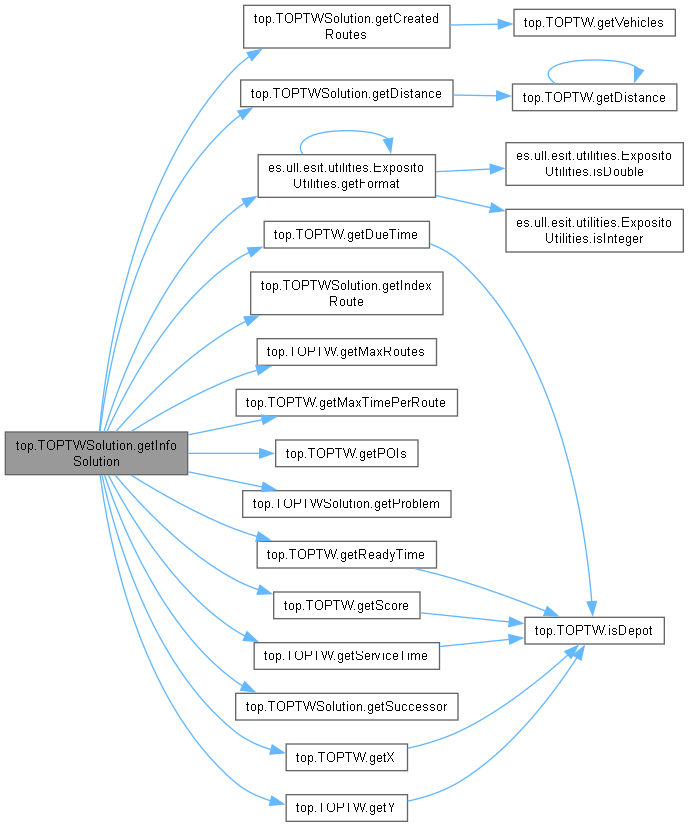 top.TOPTWSolution.getCreated
Routes
top.TOPTW.getVehicles
top.TOPTWSolution.getDistance
top.TOPTW.getDistance
es.ull.esit.utilities.Exposito
Utilities.getFormat
es.ull.esit.utilities.Exposito
Utilities.isDouble
es.ull.esit.utilities.Exposito
Utilities.isInteger
top.TOPTW.getDueTime
top.TOPTWSolution.getIndex
Route
top.TOPTW.getMaxRoutes
top.TOPTW.getMaxTimePerRoute
top.TOPTWSolution.getInfo
Solution
top.TOPTW.getPOIs
top.TOPTWSolution.getProblem
top.TOPTW.getReadyTime
top.TOPTW.getScore
top.TOPTW.isDepot
top.TOPTW.getServiceTime
top.TOPTWSolution.getSuccessor
top.TOPTW.getX
top.TOPTW.getY